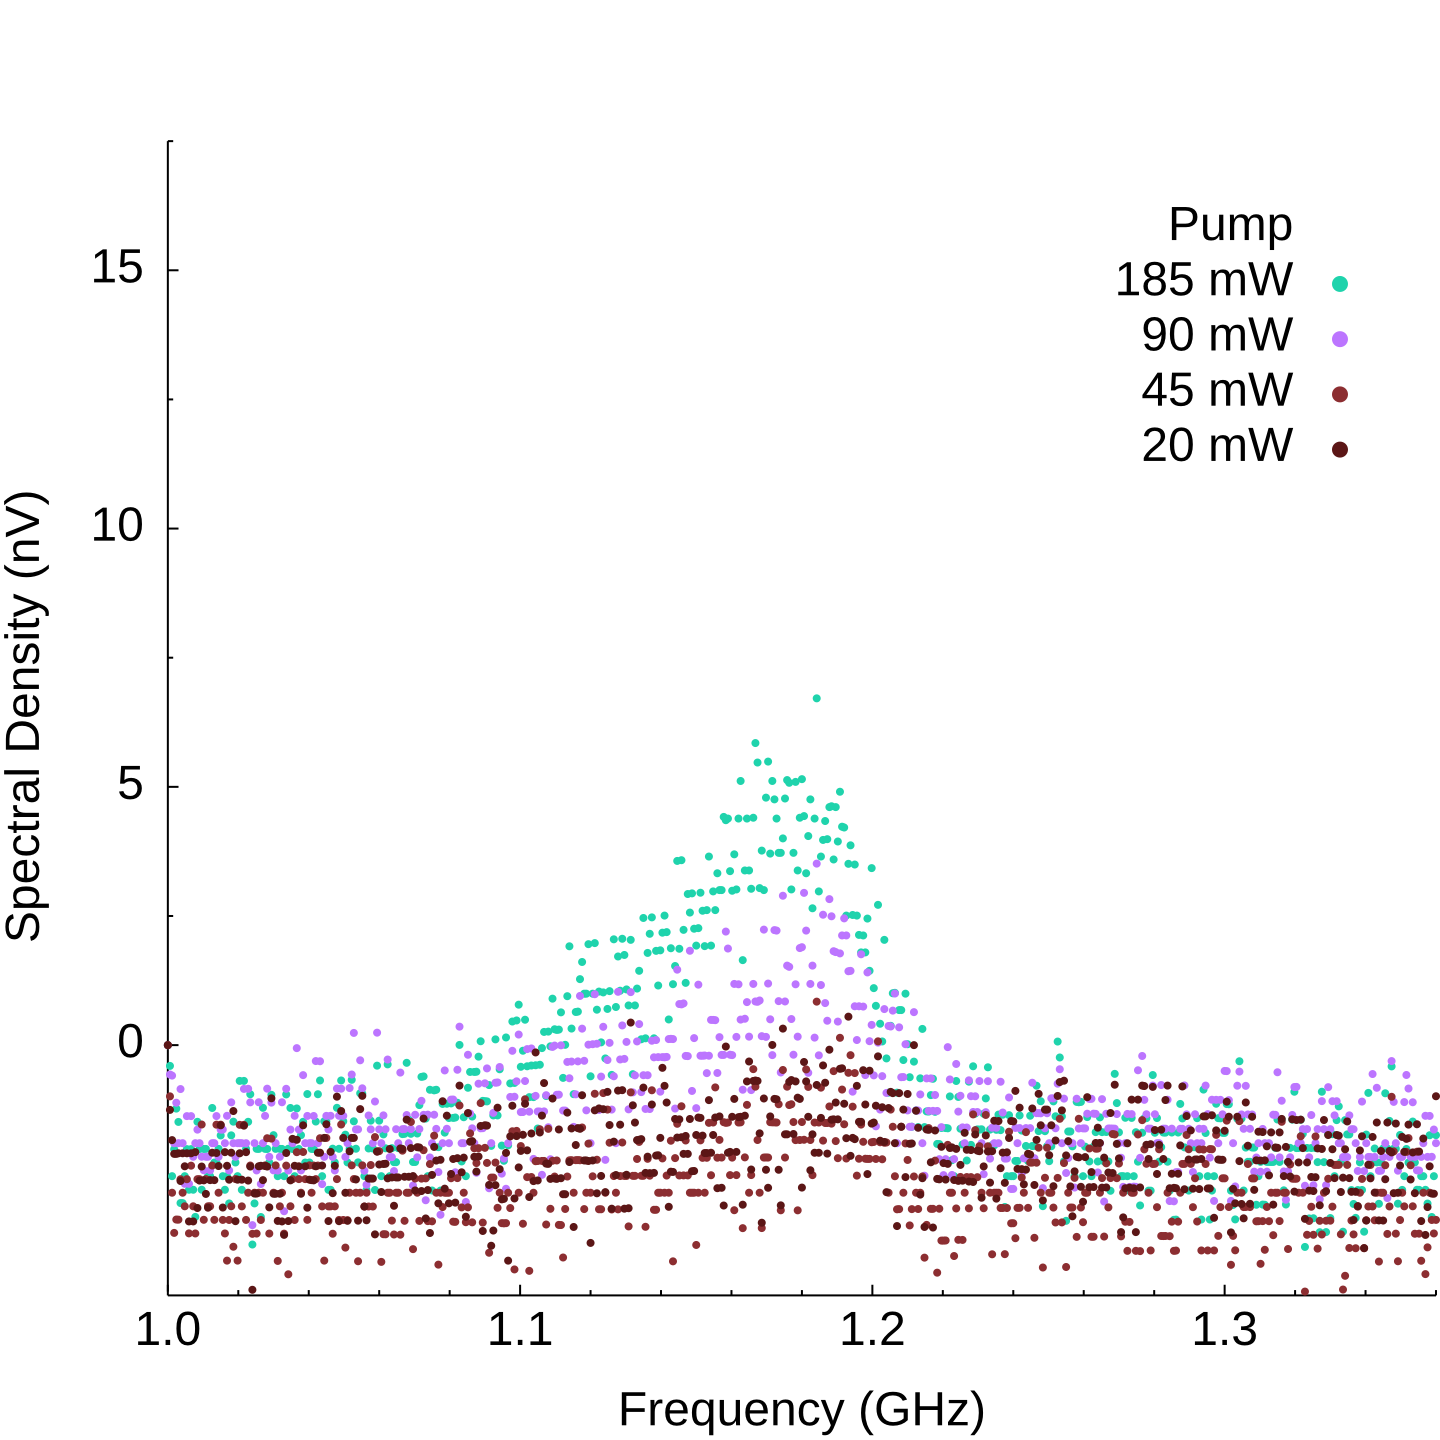 Pump
185 mW
90 mW
45 mW
20 mW
15
10
5
0
Spectral Density (nV)
1.0 1.1 1.2 1.3
Frequency (GHz)